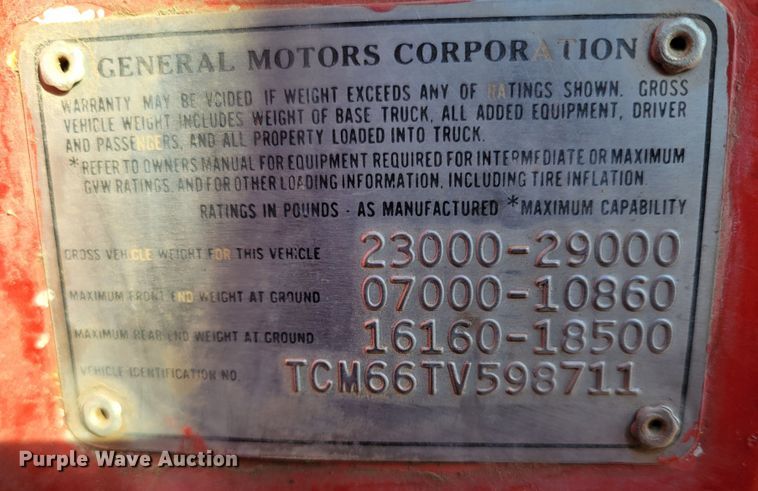 GENERAL MOTORS CORPORATION
WARRANTY MAY BE VOIDED IF WEIGHT EXCEEDS ANY OF RATINGS SHOWN. GROSS
VEHICLE WEIGHT INCLUDES WEIGHT OF BASE TRUCK, ALL ADDED EQUIPMENT, DRIVER
AND PASSENGERS, AND ALL PROPERTY LOADED INTO TRUCK.
*REFER TO OWNERS MANUAL FOR EQUIPMENT REQUIRED FOR INTERMEDIATE OR MAXIMUM
GVW RATINGS, AND FOR OTHER LOADING INFORMATION, INCLUDING TIRE INFLATION.
RATINGS IN POUNDS - AS MANUFACTURED *MAXIMUM CAPABILITY
GROSS VEHICLE WEIGHT FOR THIS VEHICLE 23000-29000
MAXIMUM FRONT END WEIGHT AT GROUND 07000-10860
MAXIMUM REAR END WEIGHT AT GROUND 16160-18500
VEHICLE IDENTIFICATION NO. TCM66TV598711
Purple Wave Auction